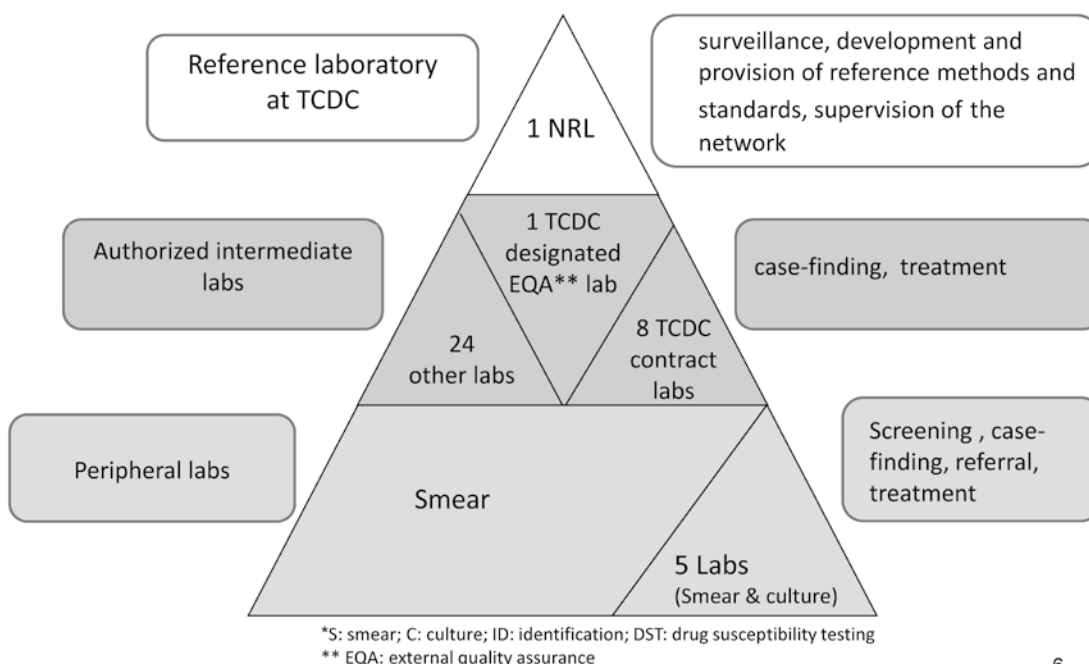 Reference laboratory
at TCDC
1 NRL
surveillance, development and
provision of reference methods and
standards, supervision of the
network
Authorized intermediate
labs
1 TCDC
designated
EQA** lab
24
other labs
8 TCDC
contract
labs
case-finding, treatment
Peripheral labs
Smear
5 Labs
(Smear & culture)
Screening , case-
finding, referral,
treatment
*S: smear; C: culture; ID: identification; DST: drug susceptibility testing
** EQA: external quality assurance
6